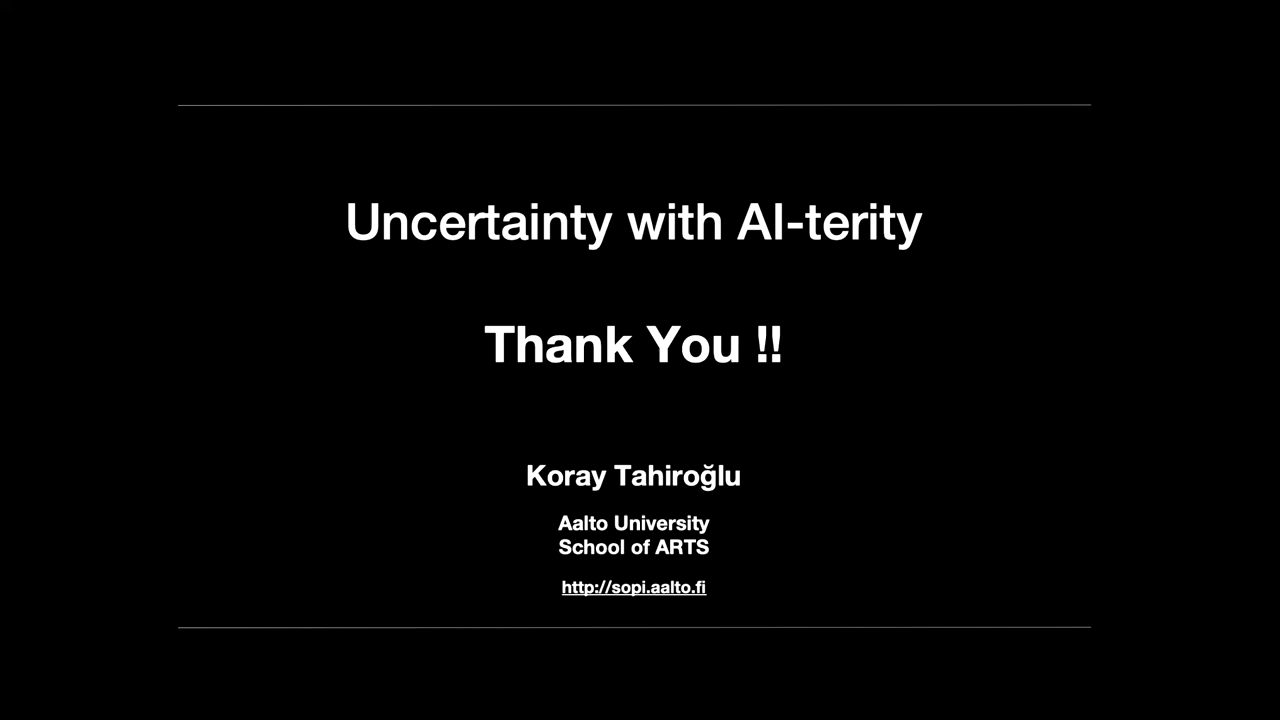 Uncertainty with AI-terity
Thank You !!
Koray Tahiroğlu
Aalto University
School of ARTS
http://sopi.aalto.fi